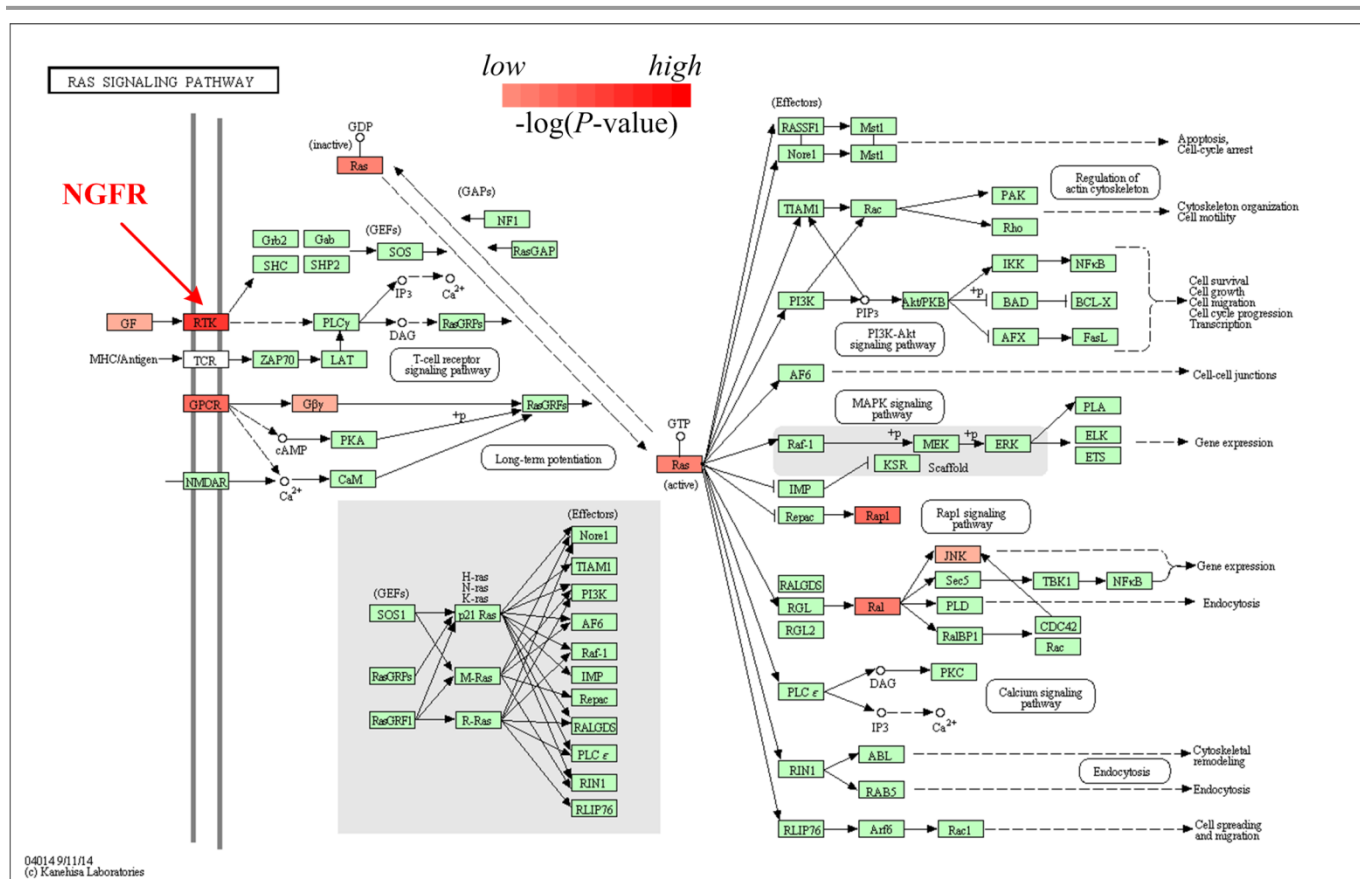 RAS SIGNALING PATHWAY
low high
-log(P-value)
NGFR
GDP
(inactive)
Ras
(GAPs)
NF1
RasGAP
(GEFs)
Grb2 Gab
SOS
SHC SHP2
IP3 Ca2+
GF RTK PLCγ
DAG RasGRPs
MHC/Antigen TCR ZAP70 LAT
T-cell receptor
signaling pathway
GPCR Gβγ RasGRFs
+p
cAMP PKA
NMDAR Ca2+ CaM
Long-term potentiation
GTP
Ras
(active)
(Effectors)
RASSF1 Mst1
Nore1 Mst1
Apoptosis,
Cell-cycle arrest
Regulation of
actin cytoskeleton
TIAM1 Rac PAK
Rho
Cytoskeleton organization
Cell motility
IKK NFκB
+p
PI3K PIP3 Akt/PKB BAD BCL-X
AFX FasL
Cell survival
Cell growth
Cell migration
Cell cycle progression
Transcription
PI3K-Akt
signaling pathway
AF6 Cell-cell junctions
MAPK signaling
pathway
PLA
Raf-1 +p MEK +p ERK ELK Gene expression
ETS
KSR Scaffold
IMP
Repac Rap1
Rap1 signaling
pathway
JNK
RALGDS Sec5 TBK1 NFκB Gene expression
RGL Ral PLD Endocytosis
RGL2 RalBP1 CDC42
Rac
PLC ε DAG PKC
IP3 Ca2+
Calcium signaling
pathway
RIN1 ABL Cytoskeletal
remodeling
Endocytosis
RAB5 Endocytosis
RLIP76 Arf6 Rac1 Cell spreading
and migration
(Effectors)
Nore1
TIAM1
H-ras
N-ras
K-ras
PI3K
(GEFs)
SOS1 p21 Ras AF6
Raf-1
RasGRPs M-Ras IMP
Repac
RasGRF1 R-Ras RALGDS
PLC ε
RIN1
RLIP76
04014 9/11/14
(c) Kanehisa Laboratories